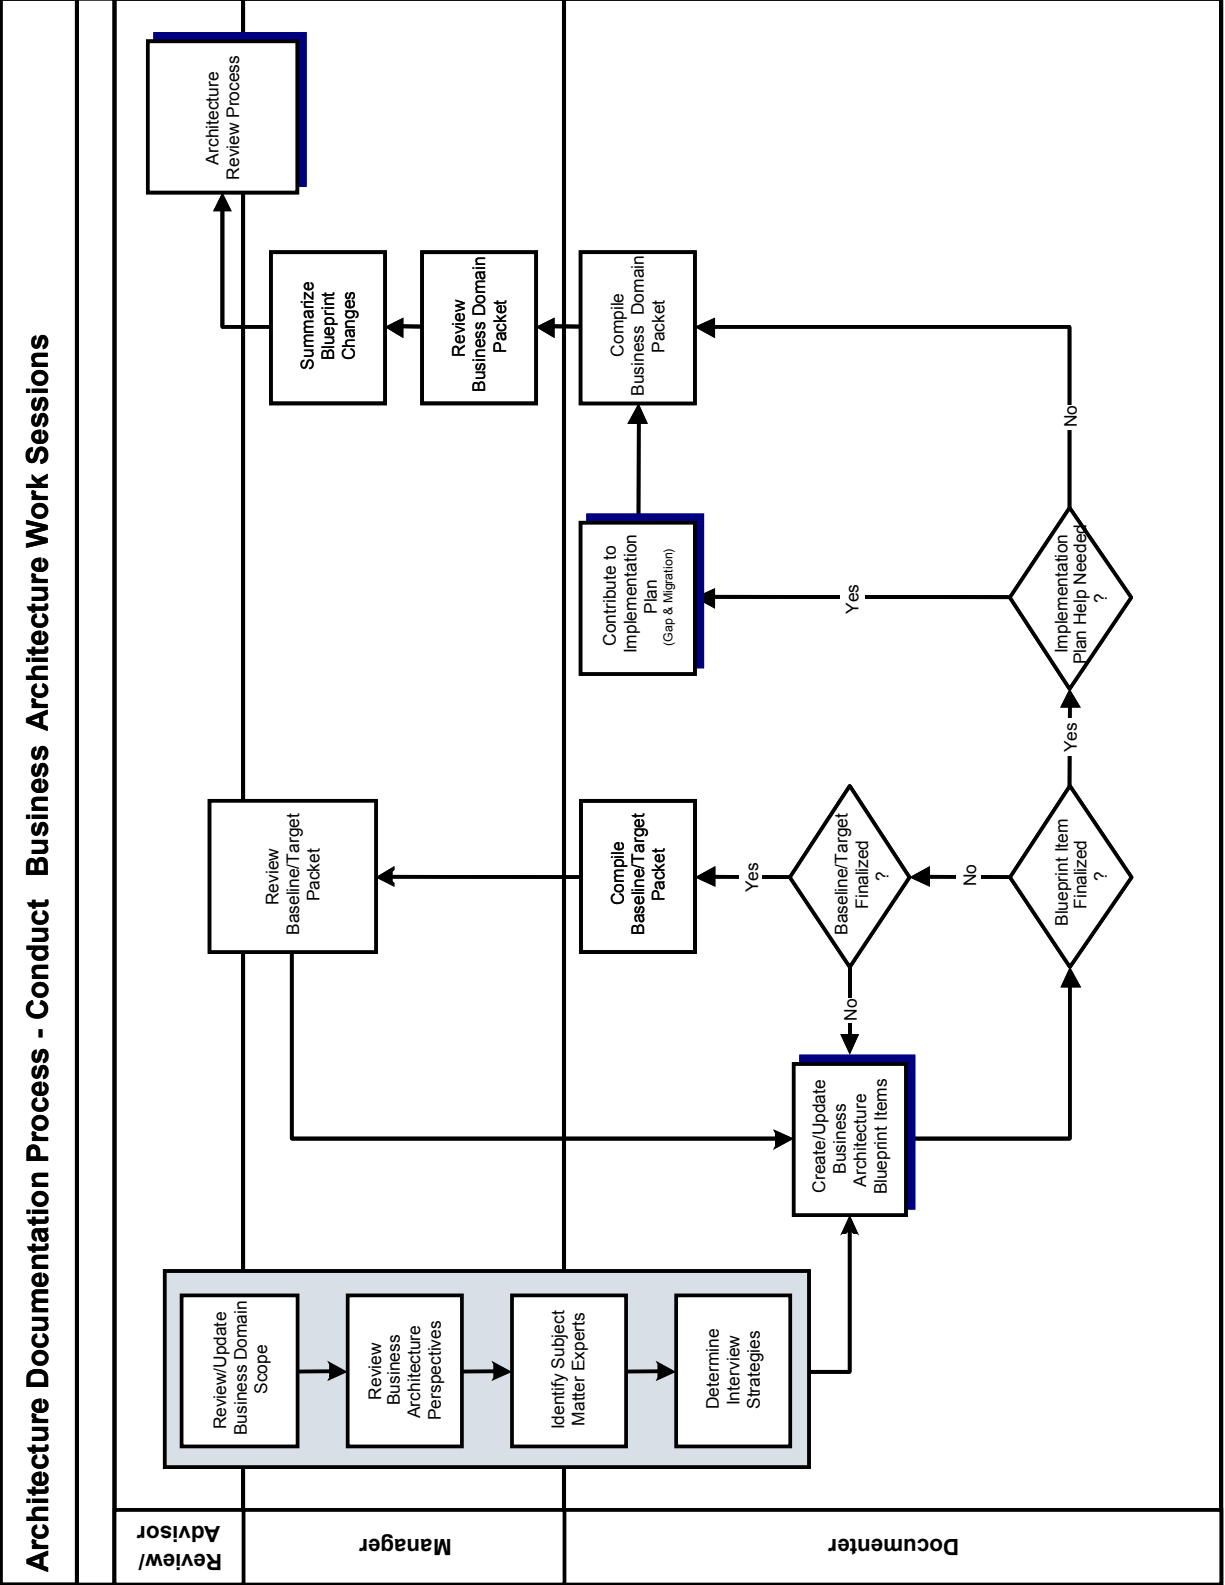 Architecture Documentation Process - Conduct Business Architecture Work Sessions
Review/
Advisor
Manager
Documenter
Review/Update
Business Domain
Scope
Review
Business
Architecture
Perspectives
Identify Subject
Matter Experts
Determine
Interview
Strategies
Create/Update
Business
Architecture
Blueprint Items
Review
Baseline/Target
Packet
Compile
Baseline/Target
Packet
Yes
Baseline/Target
Finalized
?
No
No
Blueprint Item
Finalized
?
Yes
Implementation
Plan Help Needed
?
Yes
No
Contribute to
Implementation
Plan
(Gap & Migration)
Compile
Business Domain
Packet
Review
Business Domain
Packet
Summarize
Blueprint
Changes
Architecture
Review Process